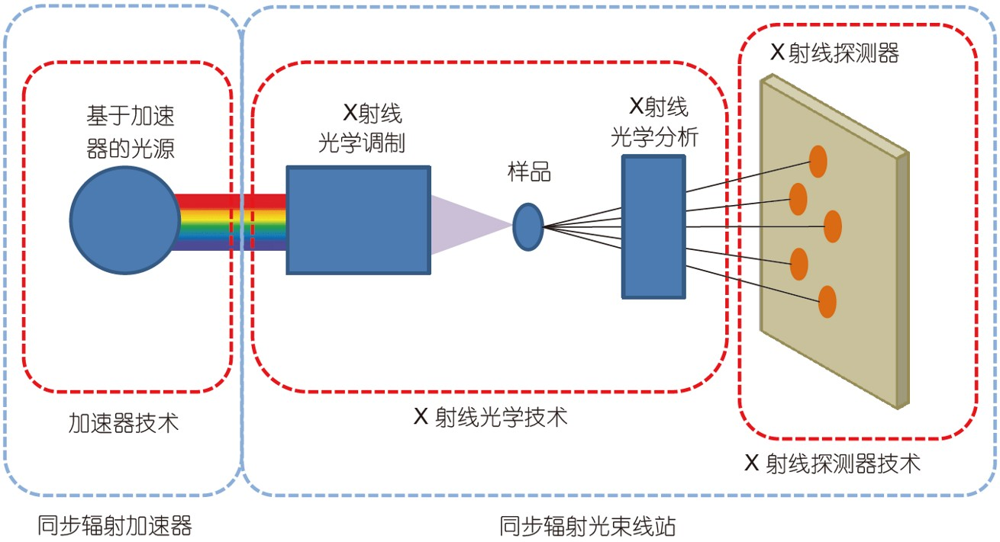 基于加速
器的光源
X射线
光学调制
样品
X射线
光学分析
X射线探测器
加速器技术
X射线光学技术
X射线探测器技术
同步辐射加速器
同步辐射光束线站